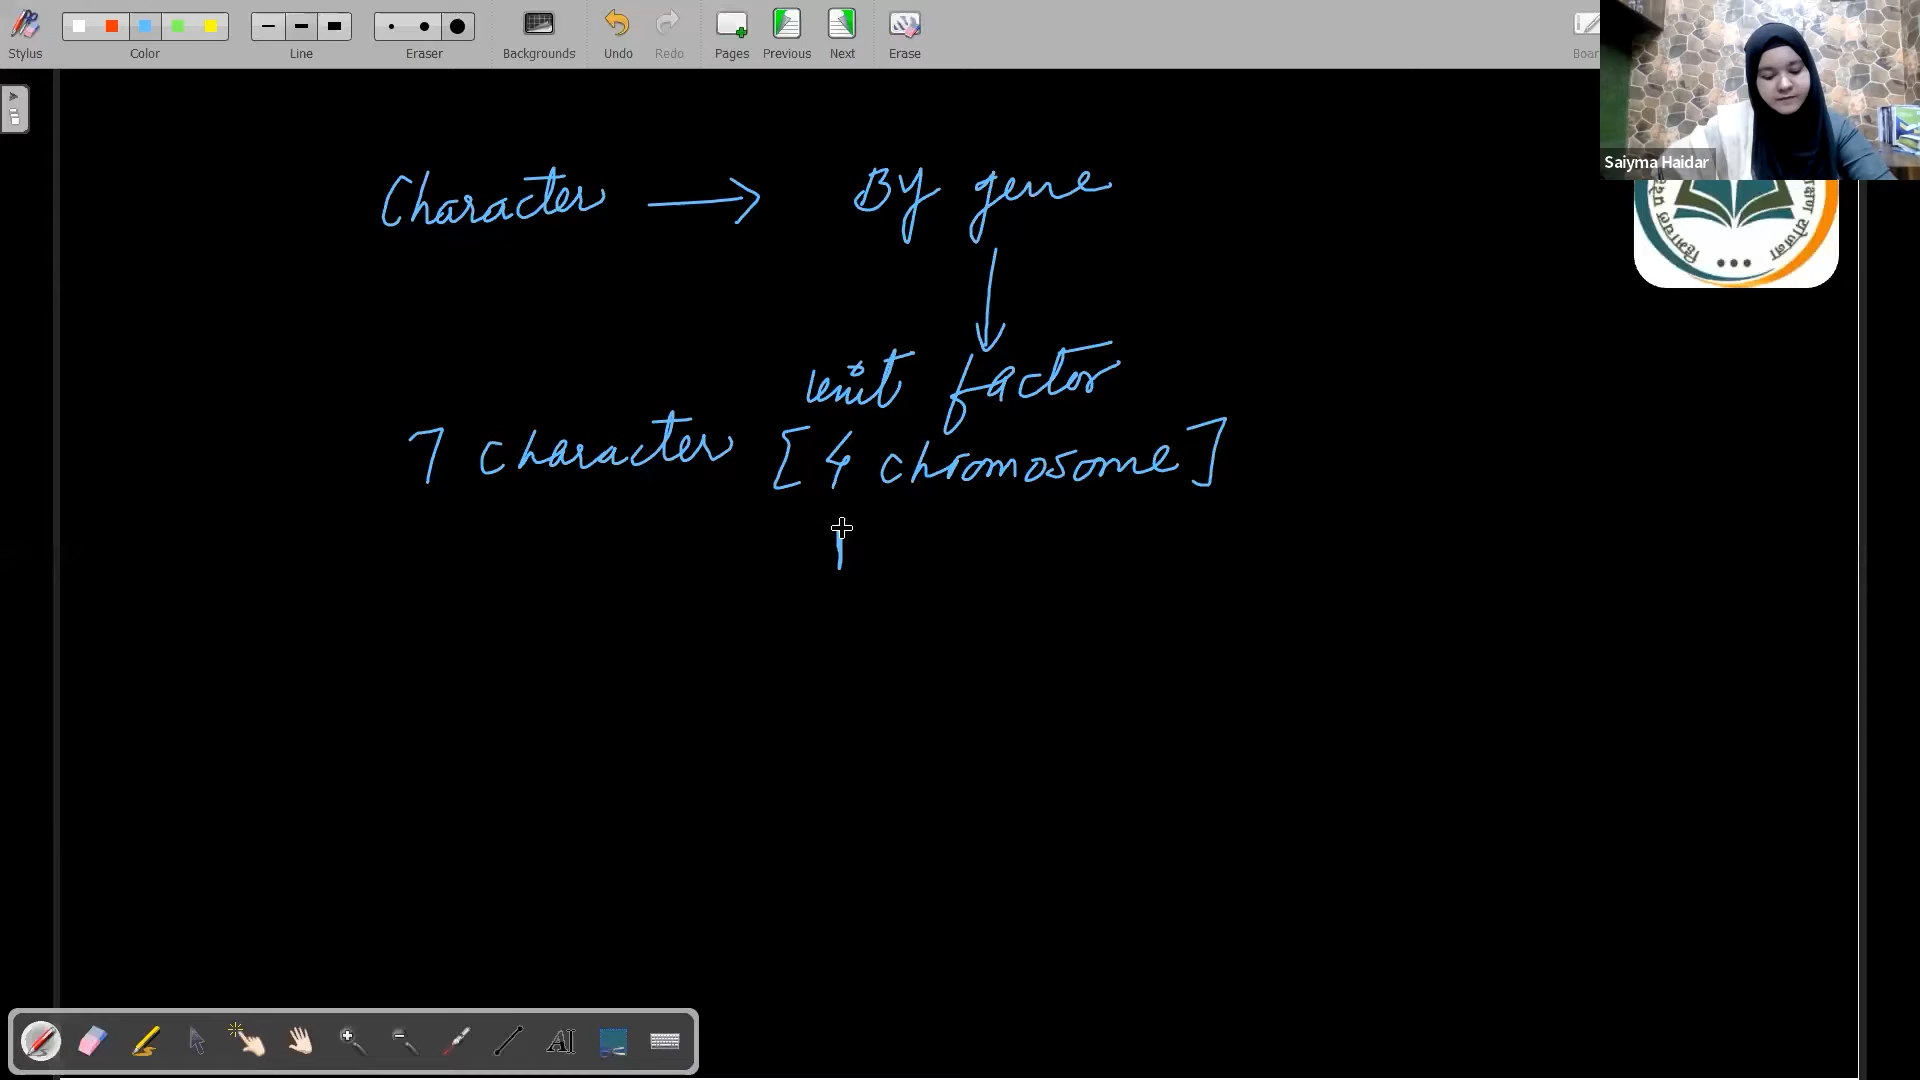 Stylus
Color
Line
Eraser
Backgrounds
Undo
Redo
Pages
Previous
Next
Erase
Saiyma Haidar
Character → By gene
unit factor
7 character [4 chromosome]